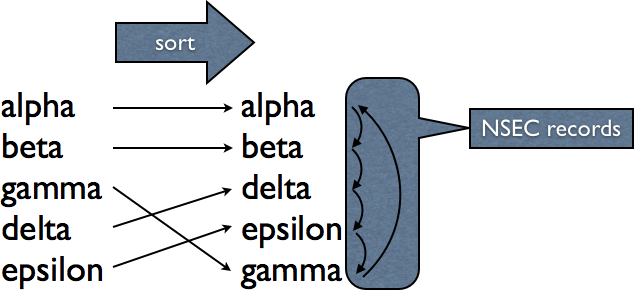 sort
alpha
beta
gamma
delta
epsilon
alpha
beta
delta
epsilon
gamma
NSEC records